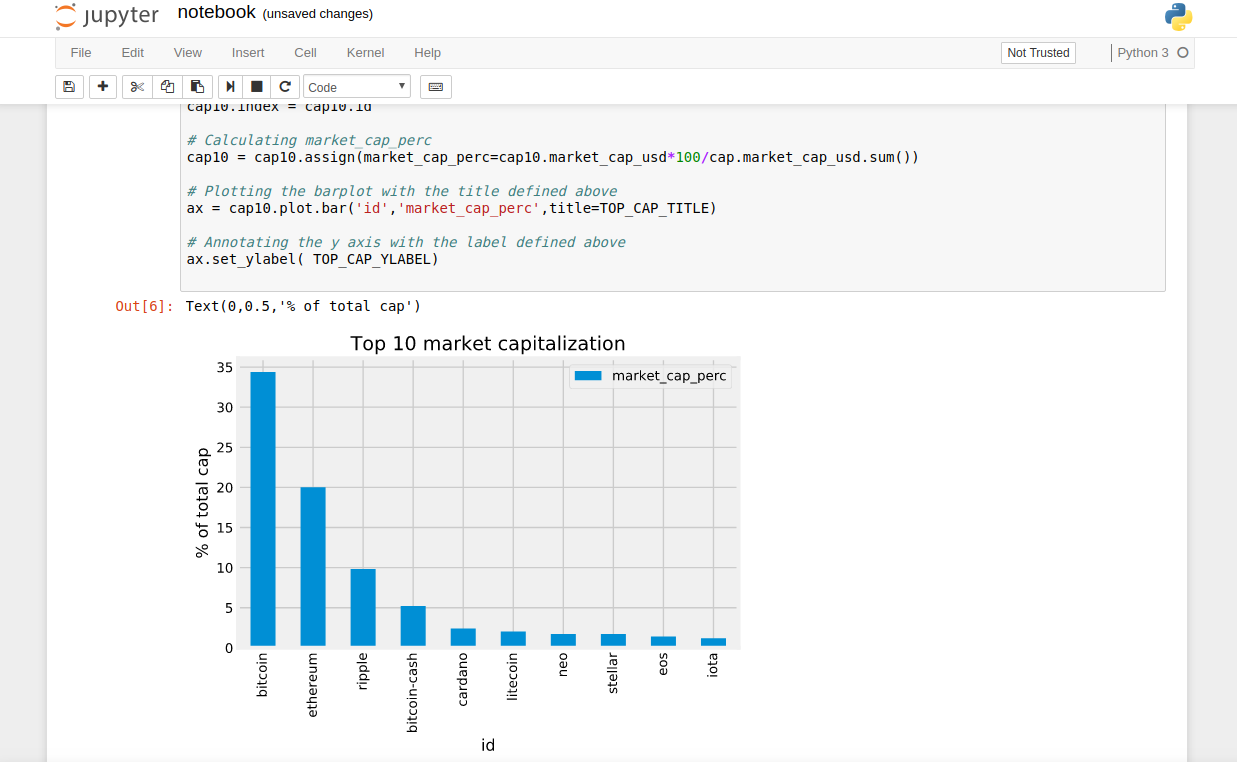 jupyter notebook (unsaved changes)
File Edit View Insert Cell Kernel Help Not Trusted Python 3
Code
cap10.index = cap10.id
# Calculating market_cap_perc
cap10 = cap10.assign(market_cap_perc=cap10.market_cap_usd*100/cap.market_cap_usd.sum())
# Plotting the barplot with the title defined above
ax = cap10.plot.bar('id','market_cap_perc',title=TOP_CAP_TITLE)
# Annotating the y axis with the label defined above
ax.set_ylabel( TOP_CAP_YLABEL)
Out[6]: Text(0,0.5,'% of total cap')
Top 10 market capitalization
market_cap_perc
% of total cap
35
30
25
20
15
10
5
0
bitcoin
ethereum
ripple
bitcoin-cash
cardano
litecoin
neo
stellar
eos
iota
id